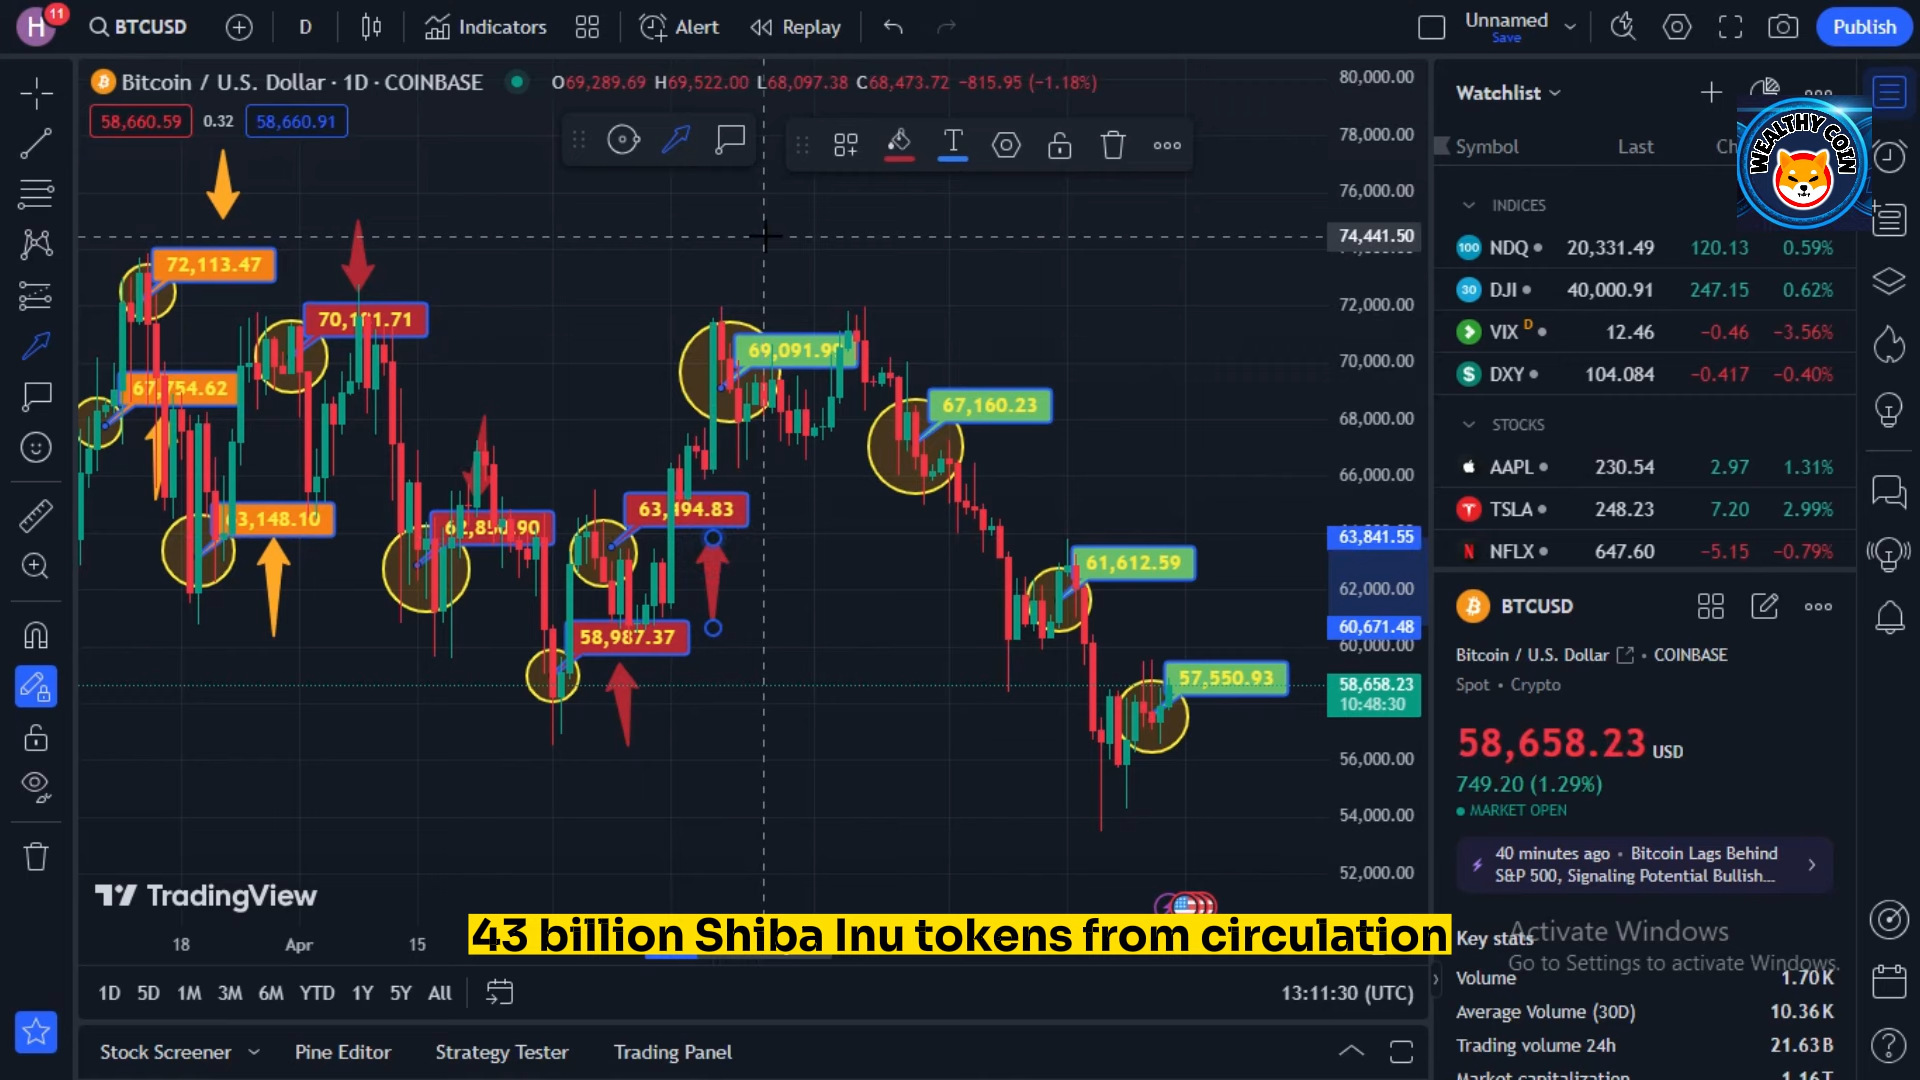 H
11
BTCUSD
D
Indicators
Alert
Replay
Unnamed
Save
Publish
Bitcoin / U.S. Dollar · 1D · COINBASE
O69,289.69 H69,522.00 L68,097.38 C68,473.72 −815.95 (−1.18%)
58,660.59
0.32
58,660.91
T
80,000.00
78,000.00
76,000.00
74,441.50
72,000.00
70,000.00
68,000.00
66,000.00
63,841.55
62,000.00
60,671.48
60,000.00
58,658.23
10:48:30
56,000.00
54,000.00
52,000.00
72,113.47
70,191.71
67,754.62
63,148.10
63,494.83
58,987.37
69,091.99
67,160.23
61,612.59
57,550.93
TradingView
43 billion Shiba Inu tokens from circulation
18
Apr
15
1D 5D 1M 3M 6M YTD 1Y 5Y All
13:11:30 (UTC)
Stock Screener
Pine Editor
Strategy Tester
Trading Panel
Watchlist
WEALTHY COIN
Symbol
Last
Ch
INDICES
100 NDQ 20,331.49 120.13 0.59%
30 DJI 40,000.91 247.15 0.62%
VIX D 12.46 −0.46 −3.56%
S DXY 104.084 −0.417 −0.40%
STOCKS
AAPL 230.54 2.97 1.31%
TSLA 248.23 7.20 2.99%
N NFLX 647.60 −5.15 −0.79%
BTCUSD
Bitcoin / U.S. Dollar
COINBASE
Spot • Crypto
58,658.23 USD
749.20 (1.29%)
MARKET OPEN
40 minutes ago • Bitcoin Lags Behind
S&P 500, Signaling Potential Bullish...
Key stats
Activate Windows
Go to Settings to activate Windows.
Volume 1.70K
Average Volume (30D) 10.36K
Trading volume 24h 21.63B
Market capitalization 1.16T